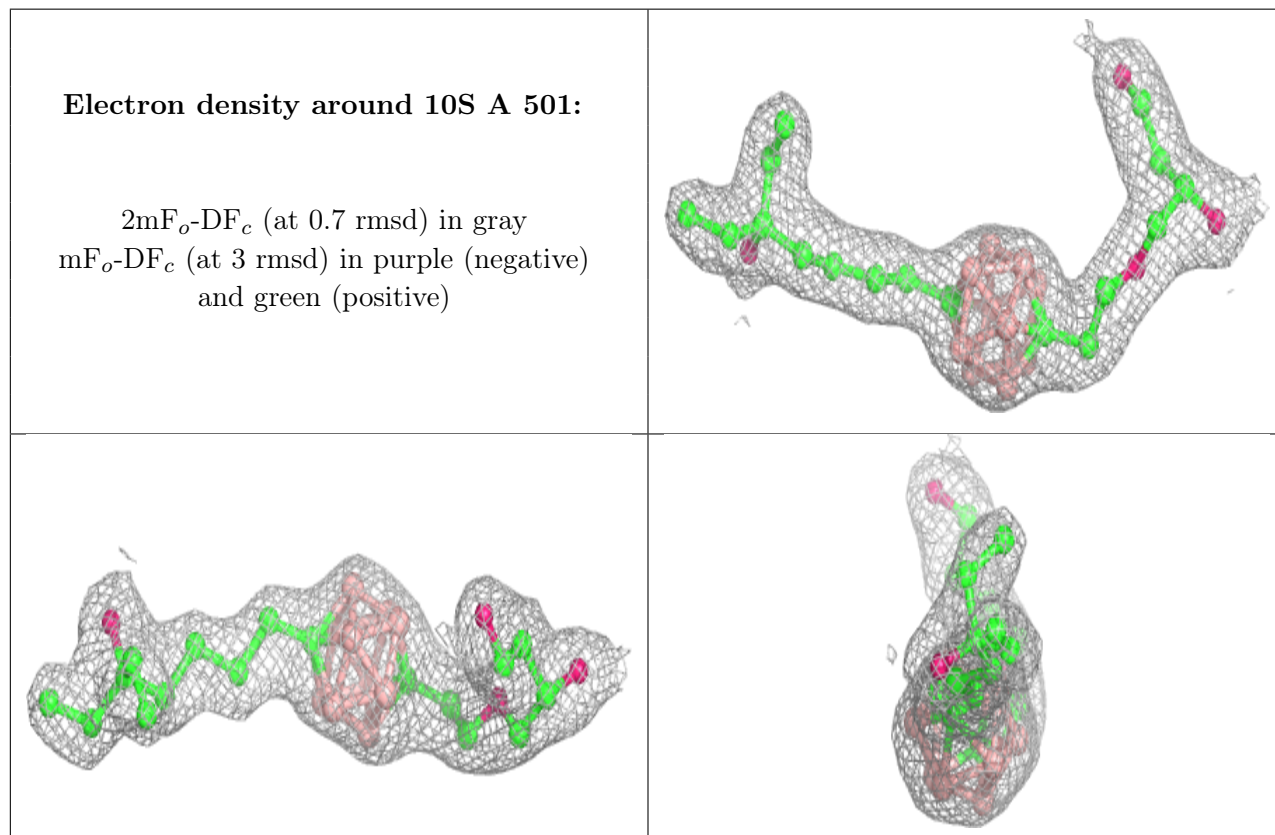 Electron density around 10S A 501:
2mFo-DFc (at 0.7 rmsd) in gray
mFo-DFc (at 3 rmsd) in purple (negative)
and green (positive)